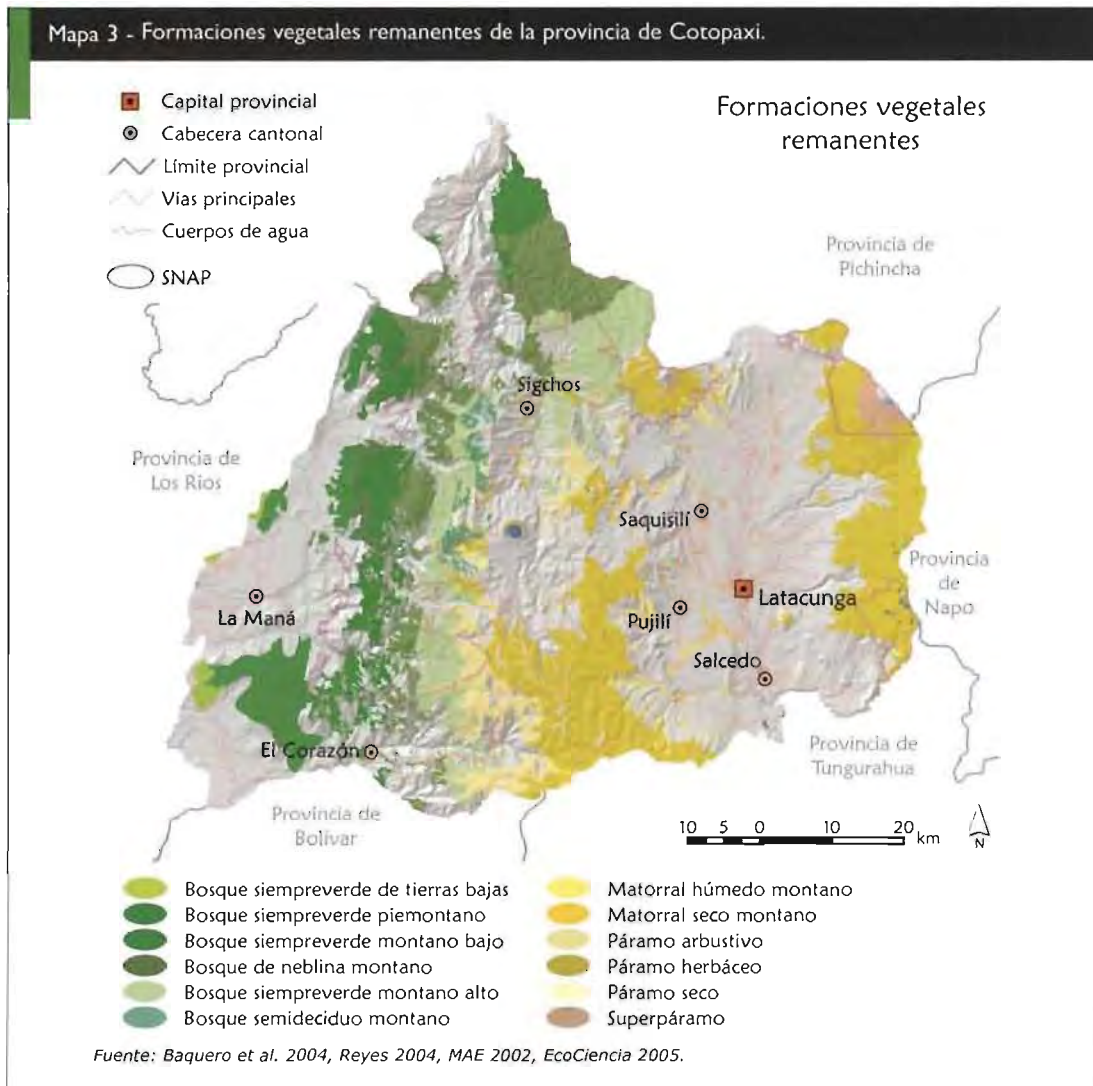 Mapa 3 - Formaciones vegetales remanentes de la provincia de Cotopaxi.
Capital provincial
Cabecera cantonal
Límite provincial
Vías principales
Cuerpos de agua
SNAP
Formaciones vegetales
remanentes
Provincia de
Pichincha
Sigchos
Provincia de
Los Rios
Saquisilí
Provincia
de
Napo
La Maná
Pujilí
Latacunga
Salcedo
El Corazón
Provincia de
Tungurahua
Provincia de
Bolívar
10 5 0 10 20 km
N
Bosque siempreverde de tierras bajas
Bosque siempreverde piemontano
Bosque siempreverde montano bajo
Bosque de neblina montano
Bosque siempreverde montano alto
Bosque semideciduo montano
Matorral húmedo montano
Matorral seco montano
Páramo arbustivo
Páramo herbáceo
Páramo seco
Superpáramo
Fuente: Baquero et al. 2004, Reyes 2004, MAE 2002, EcoCiencia 2005.